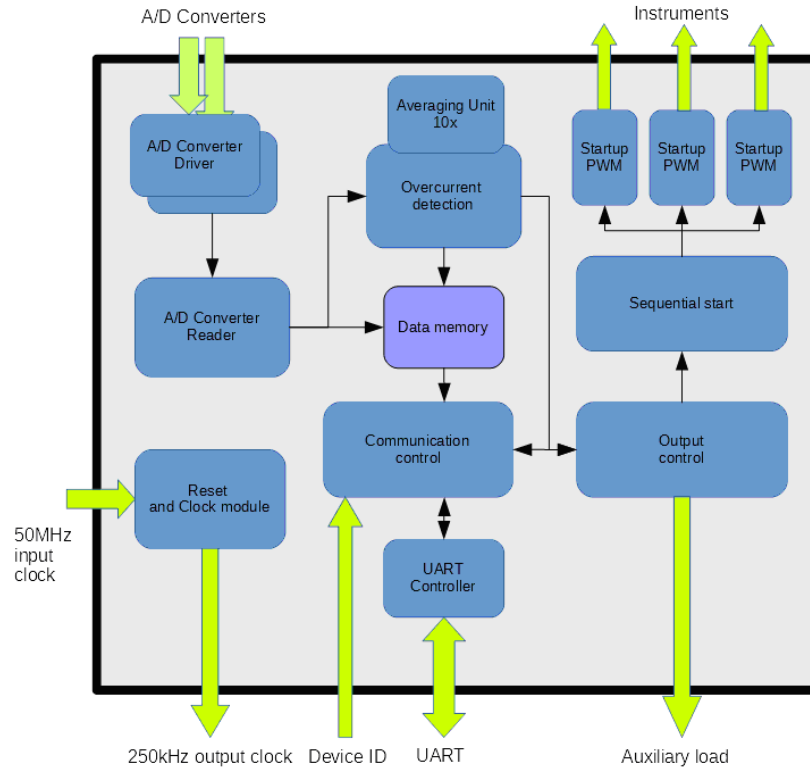 A/D Converters
Instruments
Averaging Unit
10x
A/D Converter
Driver
Startup
PWM
Startup
PWM
Startup
PWM
Overcurrent
detection
A/D Converter
Reader
Data memory
Sequential start
Communication
control
Output
control
Reset
and Clock module
50MHz
input
clock
UART
Controller
250kHz output clock
Device ID
UART
Auxiliary load